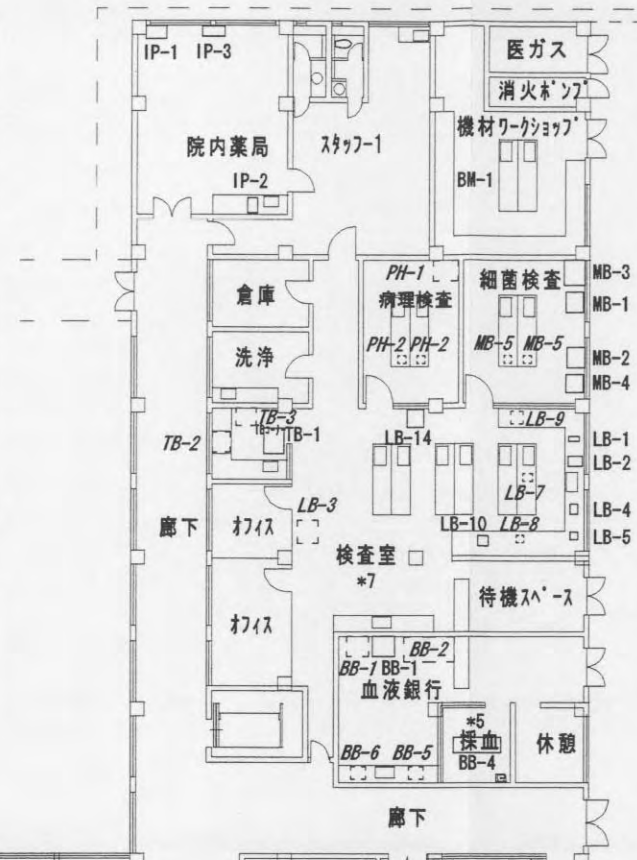 IP-1 IP-3
医ガス
消火ポンプ
院内薬局
スタッフ-1
機材ワークショップ
IP-2
BM-1
倉庫
PH-1
病理検査
細菌検査
MB-3
MB-1
洗浄
PH-2 PH-2
MB-5 MB-5
MB-2
MB-4
TB-3
TB-2
TB-1
LB-14
LB-9
LB-1
LB-2
LB-7
LB-3
LB-10 LB-8
LB-4
LB-5
廊下
オフィス
検査室
*7
待機スペース
オフィス
BB-1 BB-1
BB-2
血液銀行
*5
採血
BB-4
休憩
BB-6 BB-5
廊下